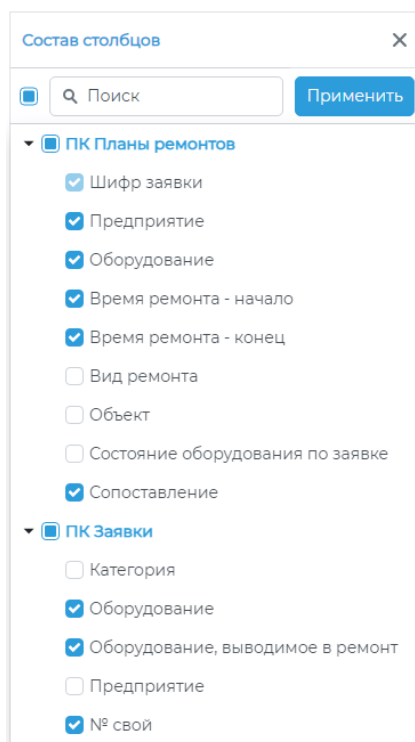 Состав столбцов
Поиск
Применить
ПК Планы ремонтов
Шифр заявки
Предприятие
Оборудование
Время ремонта - начало
Время ремонта - конец
Вид ремонта
Объект
Состояние оборудования по заявке
Сопоставление
ПК Заявки
Категория
Оборудование
Оборудование, выводимое в ремонт
Предприятие
№ свой